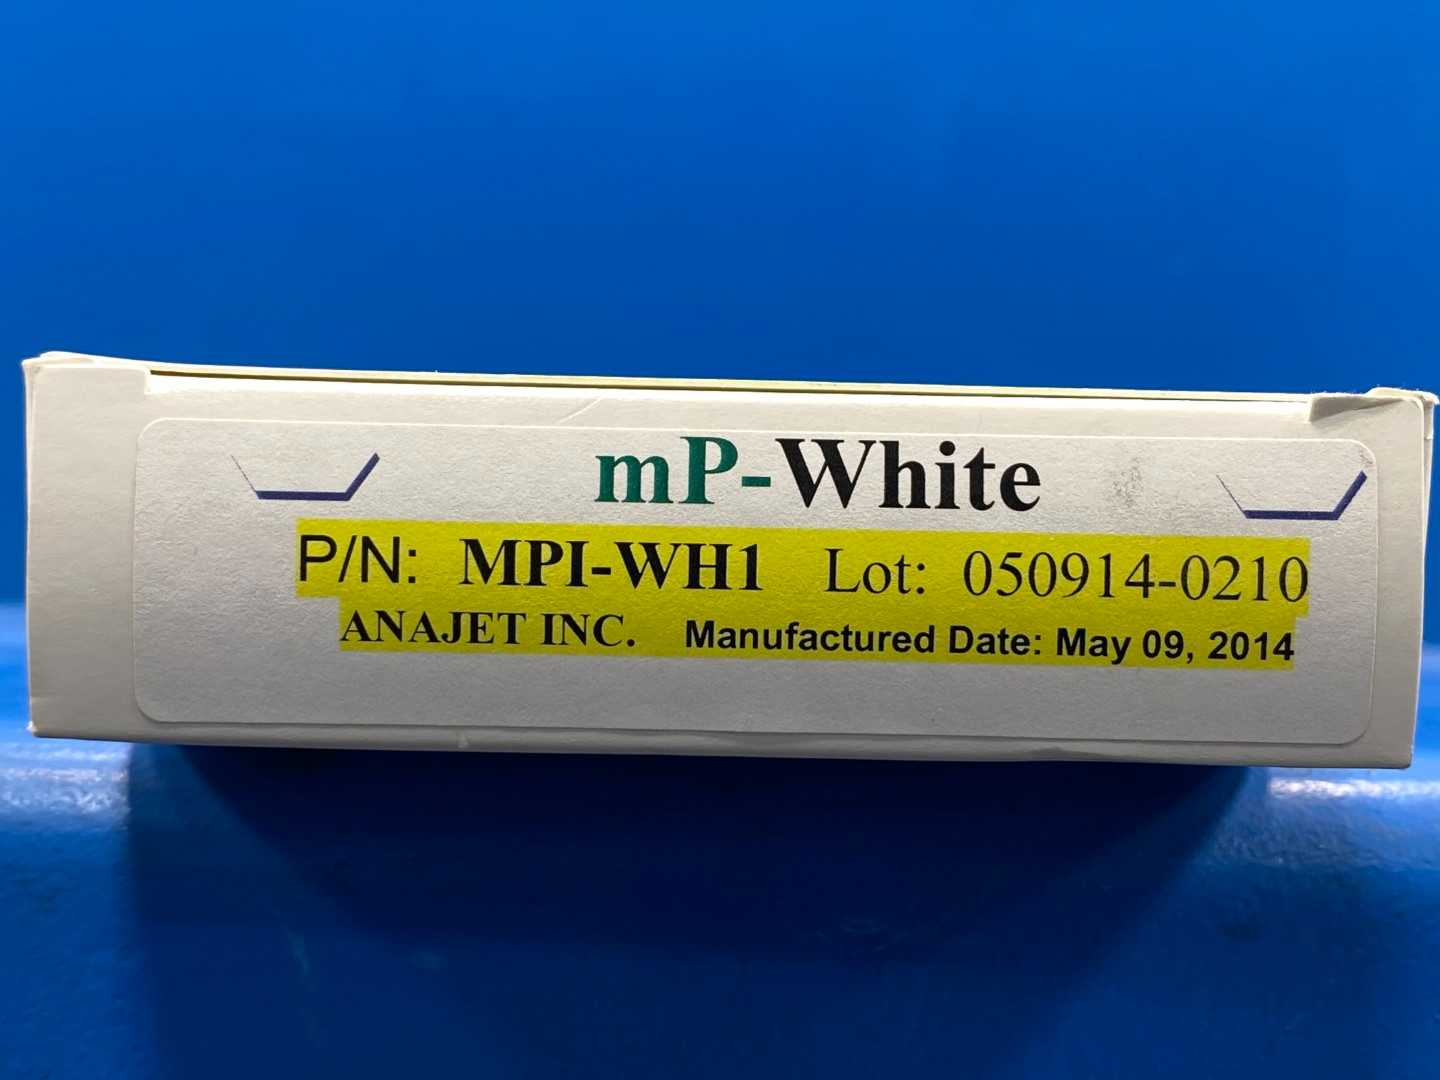 mP-White
P/N: MPI-WH1 Lot: 050914-0210
ANAJET INC. Manufactured Date: May 09, 2014